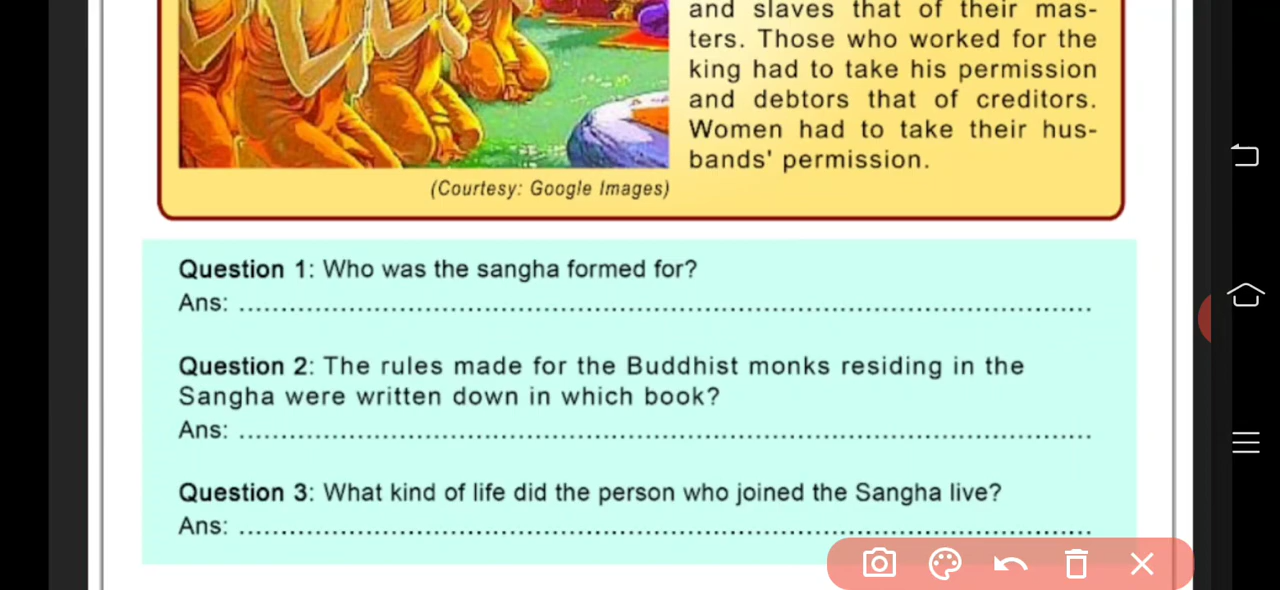 and slaves that of their mas-
ters. Those who worked for the
king had to take his permission
and debtors that of creditors.
Women had to take their hus-
bands' permission.
(Courtesy: Google Images)
Question 1: Who was the sangha formed for?
Ans: ................................................................................
Question 2: The rules made for the Buddhist monks residing in the
Sangha were written down in which book?
Ans: ................................................................................
Question 3: What kind of life did the person who joined the Sangha live?
Ans: ................................................................................